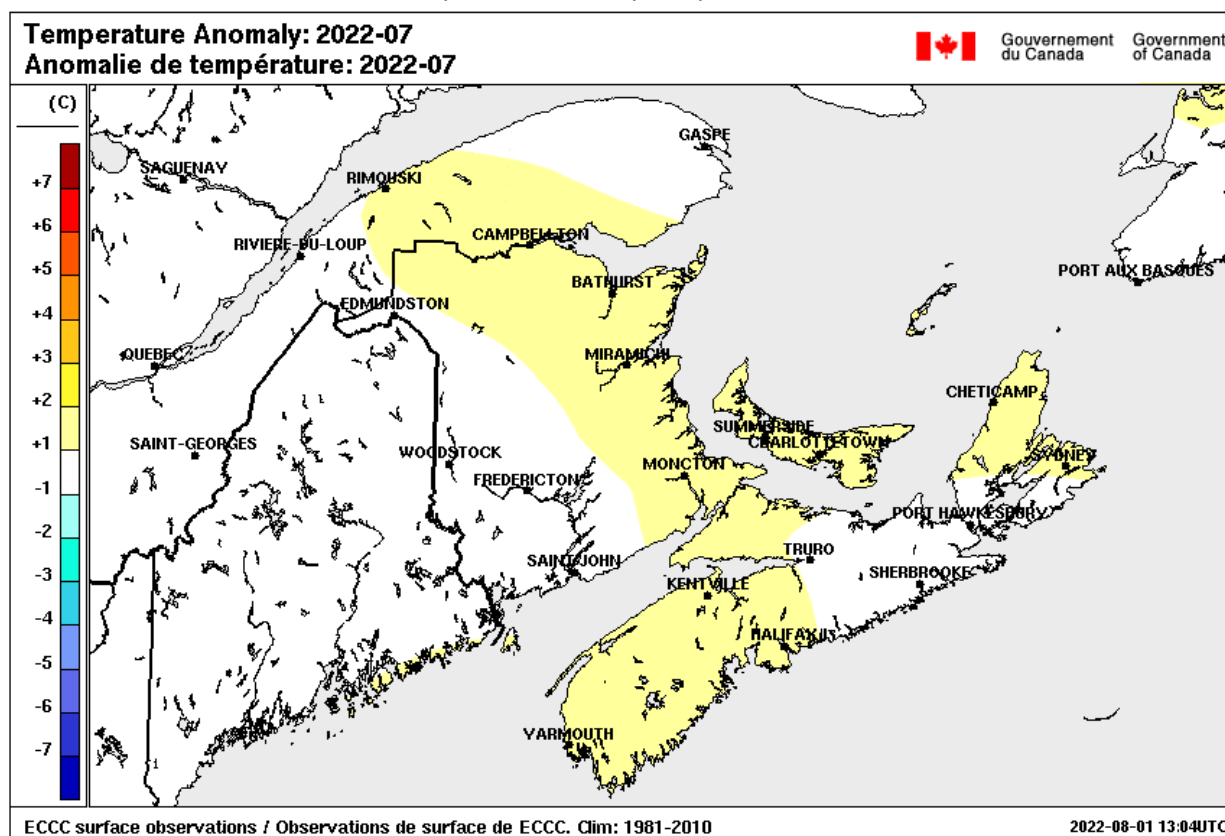 Temperature Anomaly: 2022-07
Anomalie de température: 2022-07
Gouvernement du Canada
Government of Canada
(C)
+7
+6
+5
+4
+3
+2
+1
-1
-2
-3
-4
-5
-6
-7
GASPE
SAGUENAY
RIMOUSKI
CAMPBELLTON
RIVIERE-DU-LOUP
PORT AUX BASQUES
BATHURST
EDMUNDSTON
QUEBEC
MIRAMICHI
CHETICAMP
SUMMERSIDE
CHARLOTTETOWN
SAINT-GEORGES
WOODSTOCK
MONCTON
SYDNEY
FREDERICTON
PORT HAWKESBURY
TRURO
SAINT-JOHN
SHERBROOKE
KENTVILLE
HALIFAX
YARMOUTH
ECCC surface observations / Observations de surface de ECCC. Clim: 1981-2010
2022-08-01 13:04UTC